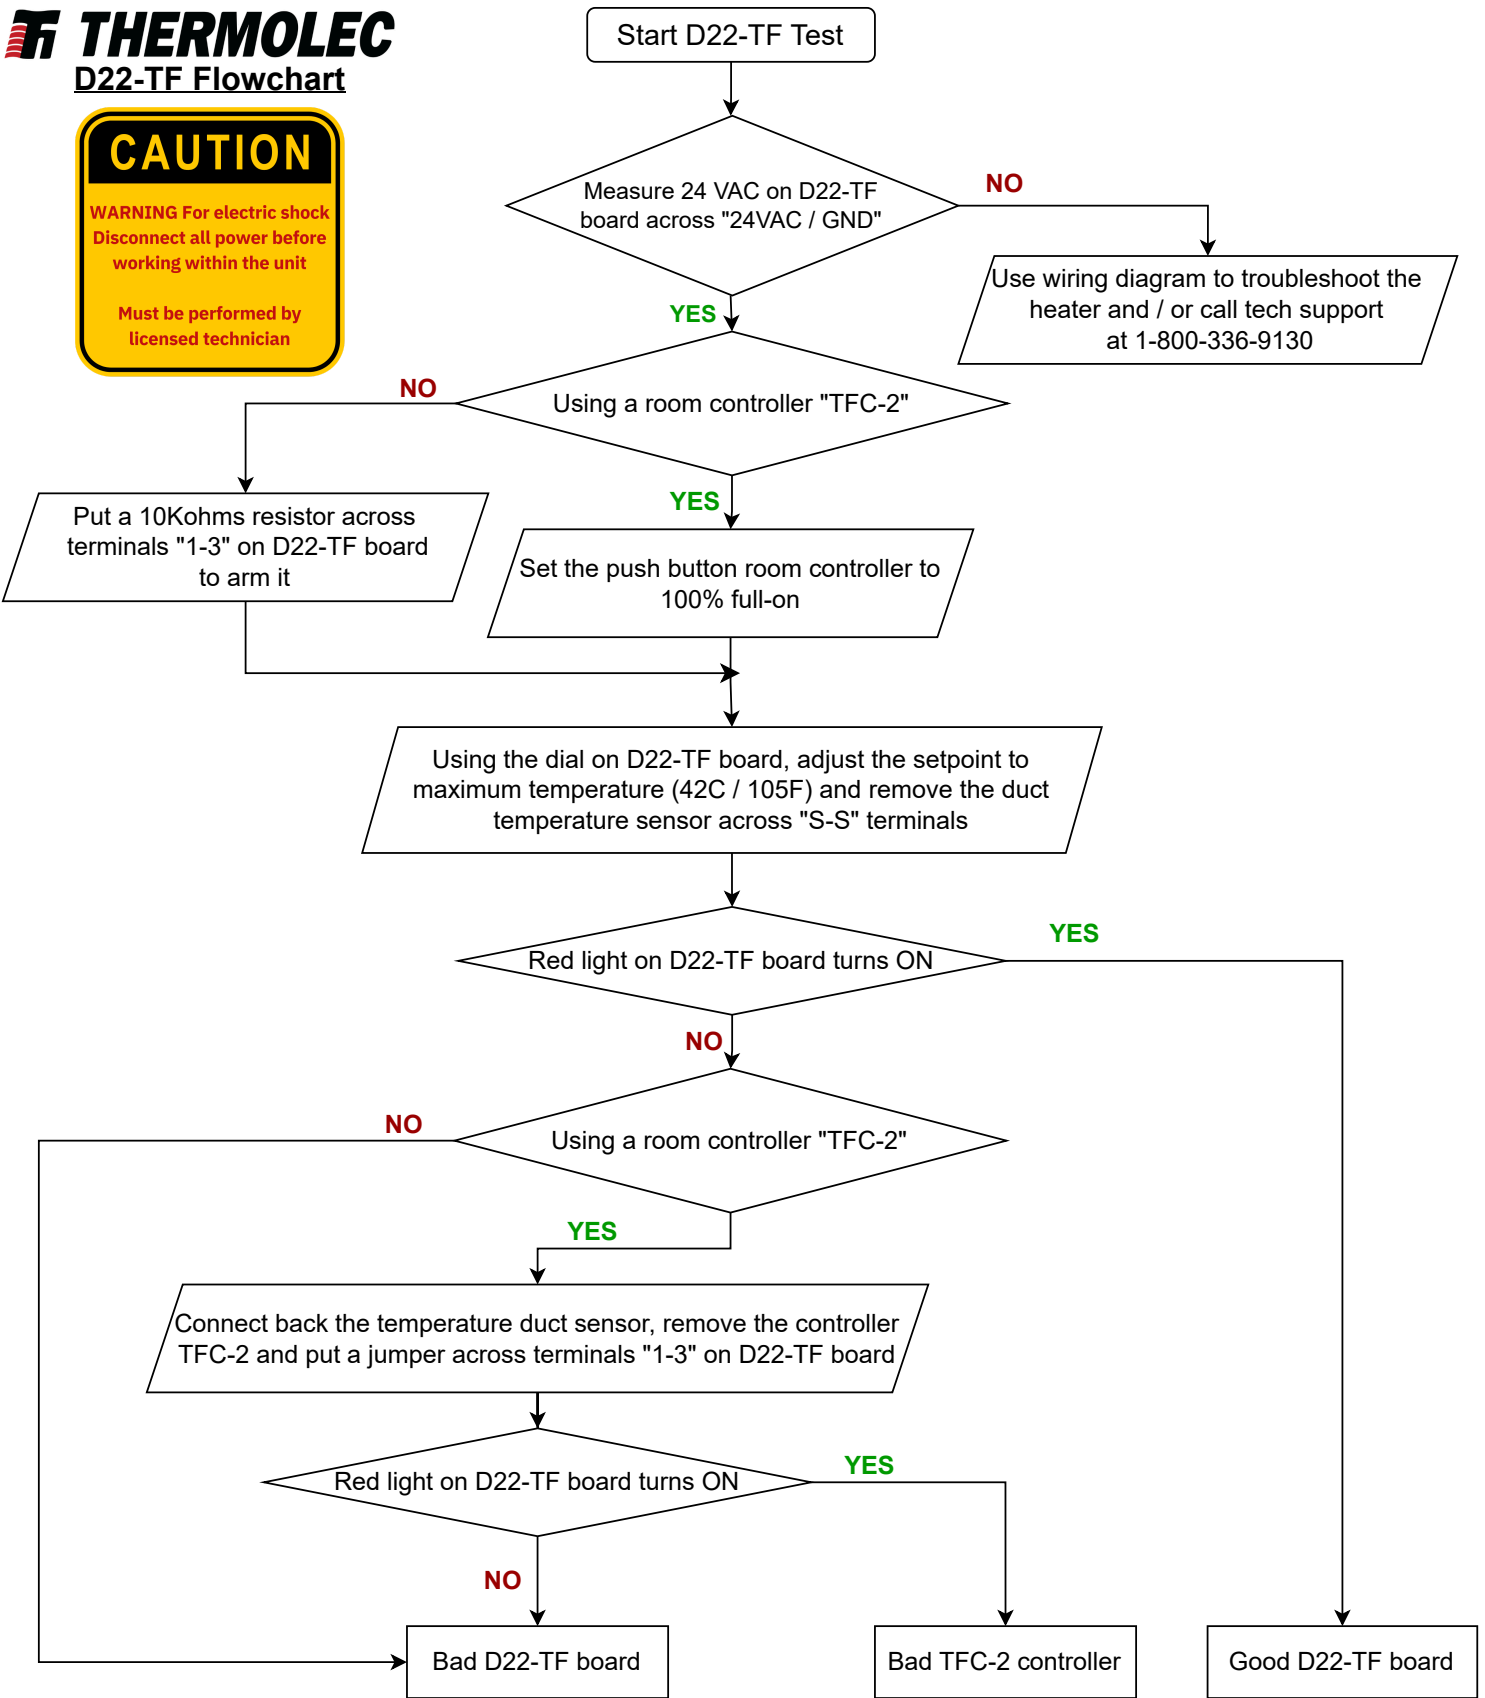 THERMOLEC
D22-TF Flowchart
CAUTION
WARNING For electric shock
Disconnect all power before
working within the unit
Must be performed by
licensed technician
Start D22-TF Test
Measure 24 VAC on D22-TF
board across "24VAC / GND"
NO
Use wiring diagram to troubleshoot the
heater and / or call tech support
at 1-800-336-9130
YES
Using a room controller "TFC-2"
NO
Put a 10Kohms resistor across
terminals "1-3" on D22-TF board
to arm it
YES
Set the push button room controller to
100% full-on
Using the dial on D22-TF board, adjust the setpoint to
maximum temperature (42C / 105F) and remove the duct
temperature sensor across "S-S" terminals
Red light on D22-TF board turns ON
YES
NO
Using a room controller "TFC-2"
NO
YES
Connect back the temperature duct sensor, remove the controller
TFC-2 and put a jumper across terminals "1-3" on D22-TF board
Red light on D22-TF board turns ON
YES
NO
Bad D22-TF board
Bad TFC-2 controller
Good D22-TF board